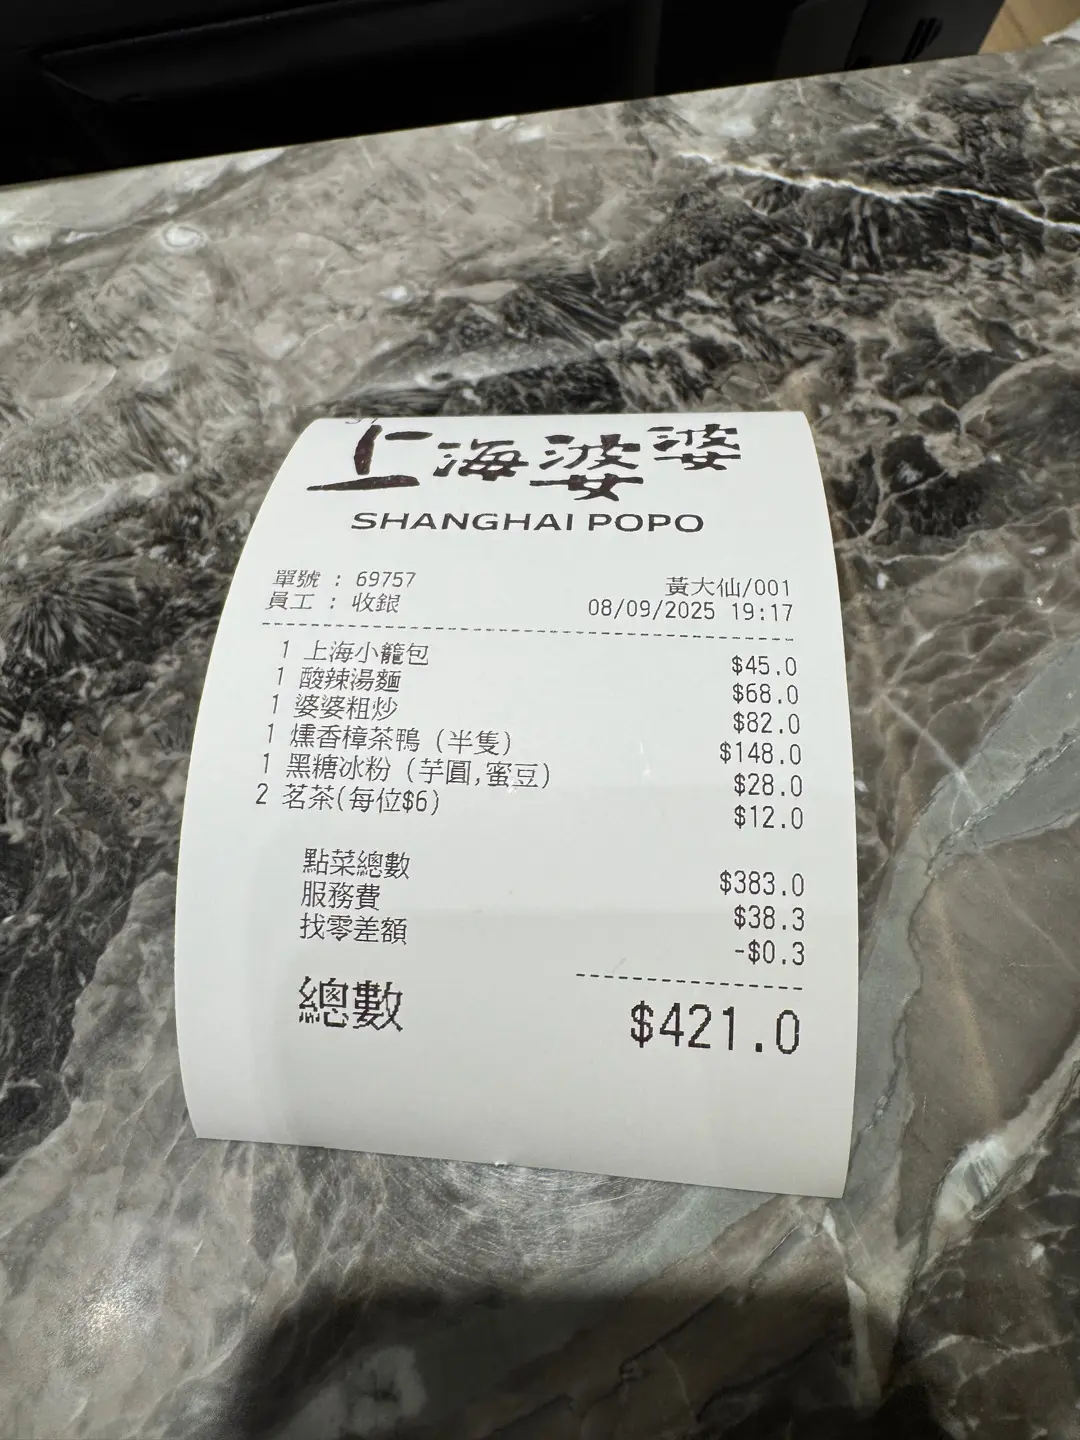 上海婆婆
SHANGHAI POPO
單號 : 69757
黃大仙/001
員工 : 收銀
08/09/2025 19:17
1 上海小籠包 $45.0
1 酸辣湯麵 $68.0
1 婆婆粗炒 $82.0
1 燻香樟茶鴨 (半隻) $148.0
1 黑糖冰粉 (芋圓,蜜豆) $28.0
2 茗茶(每位$6) $12.0
點菜總數 $383.0
服務費 $38.3
找零差額 -$0.3
總數 $421.0